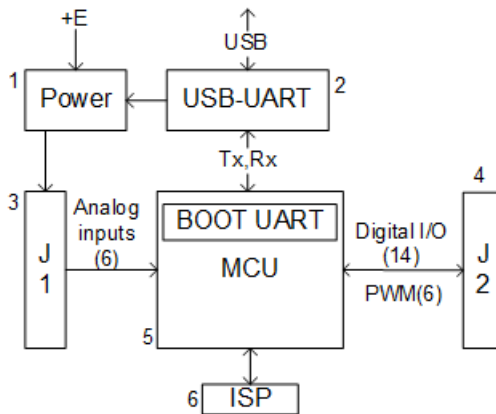 +E
USB
1
Power
USB-UART
2
Tx,Rx
3
J
1
Analog
inputs
(6)
BOOT UART
MCU
5
Digital I/O
(14)
PWM(6)
4
J
2
6
ISP